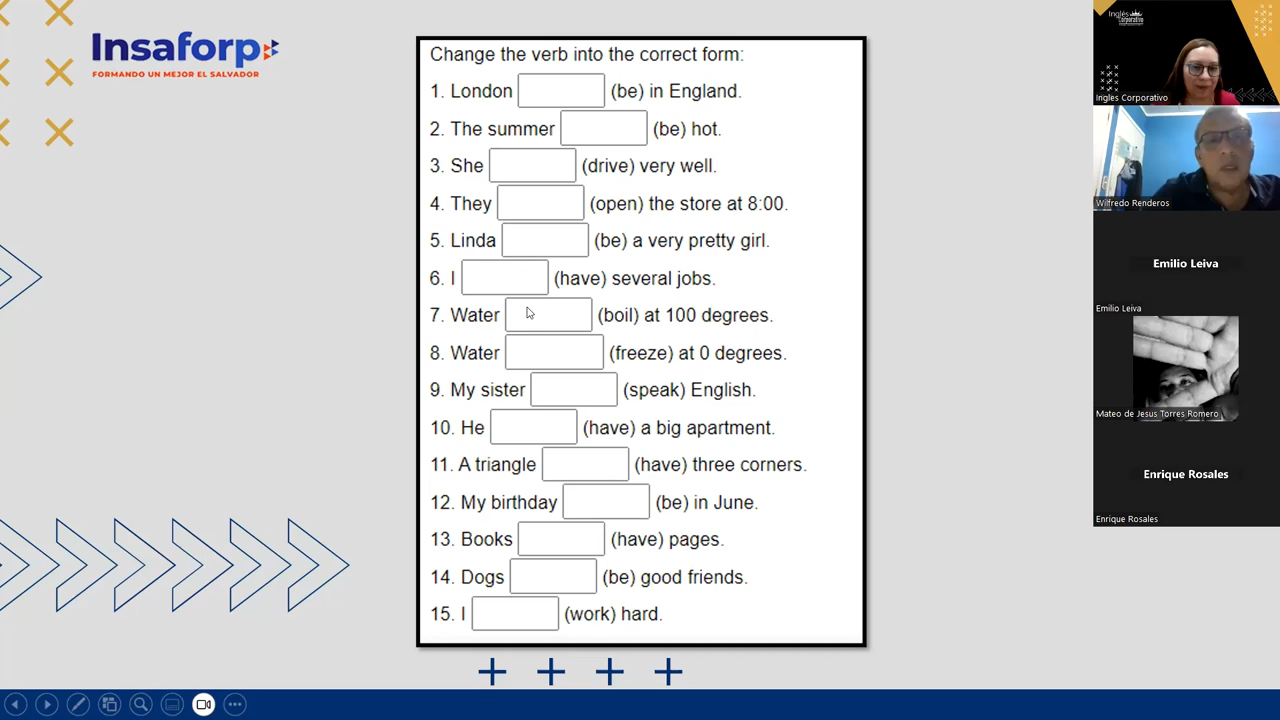 Insaforp
FORMANDO UN MEJOR EL SALVADOR
Change the verb into the correct form:
1. London (be) in England.
2. The summer (be) hot.
3. She (drive) very well.
4. They (open) the store at 8:00.
5. Linda (be) a very pretty girl.
6. I (have) several jobs.
7. Water (boil) at 100 degrees.
8. Water (freeze) at 0 degrees.
9. My sister (speak) English.
10. He (have) a big apartment.
11. A triangle (have) three corners.
12. My birthday (be) in June.
13. Books (have) pages.
14. Dogs (be) good friends.
15. I (work) hard.
Inglés
Corporativo
Ingles Corporativo
Wilfredo Renderos
Emilio Leiva
Emilio Leiva
Mateo de Jesus Torres Romero
Enrique Rosales
Enrique Rosales